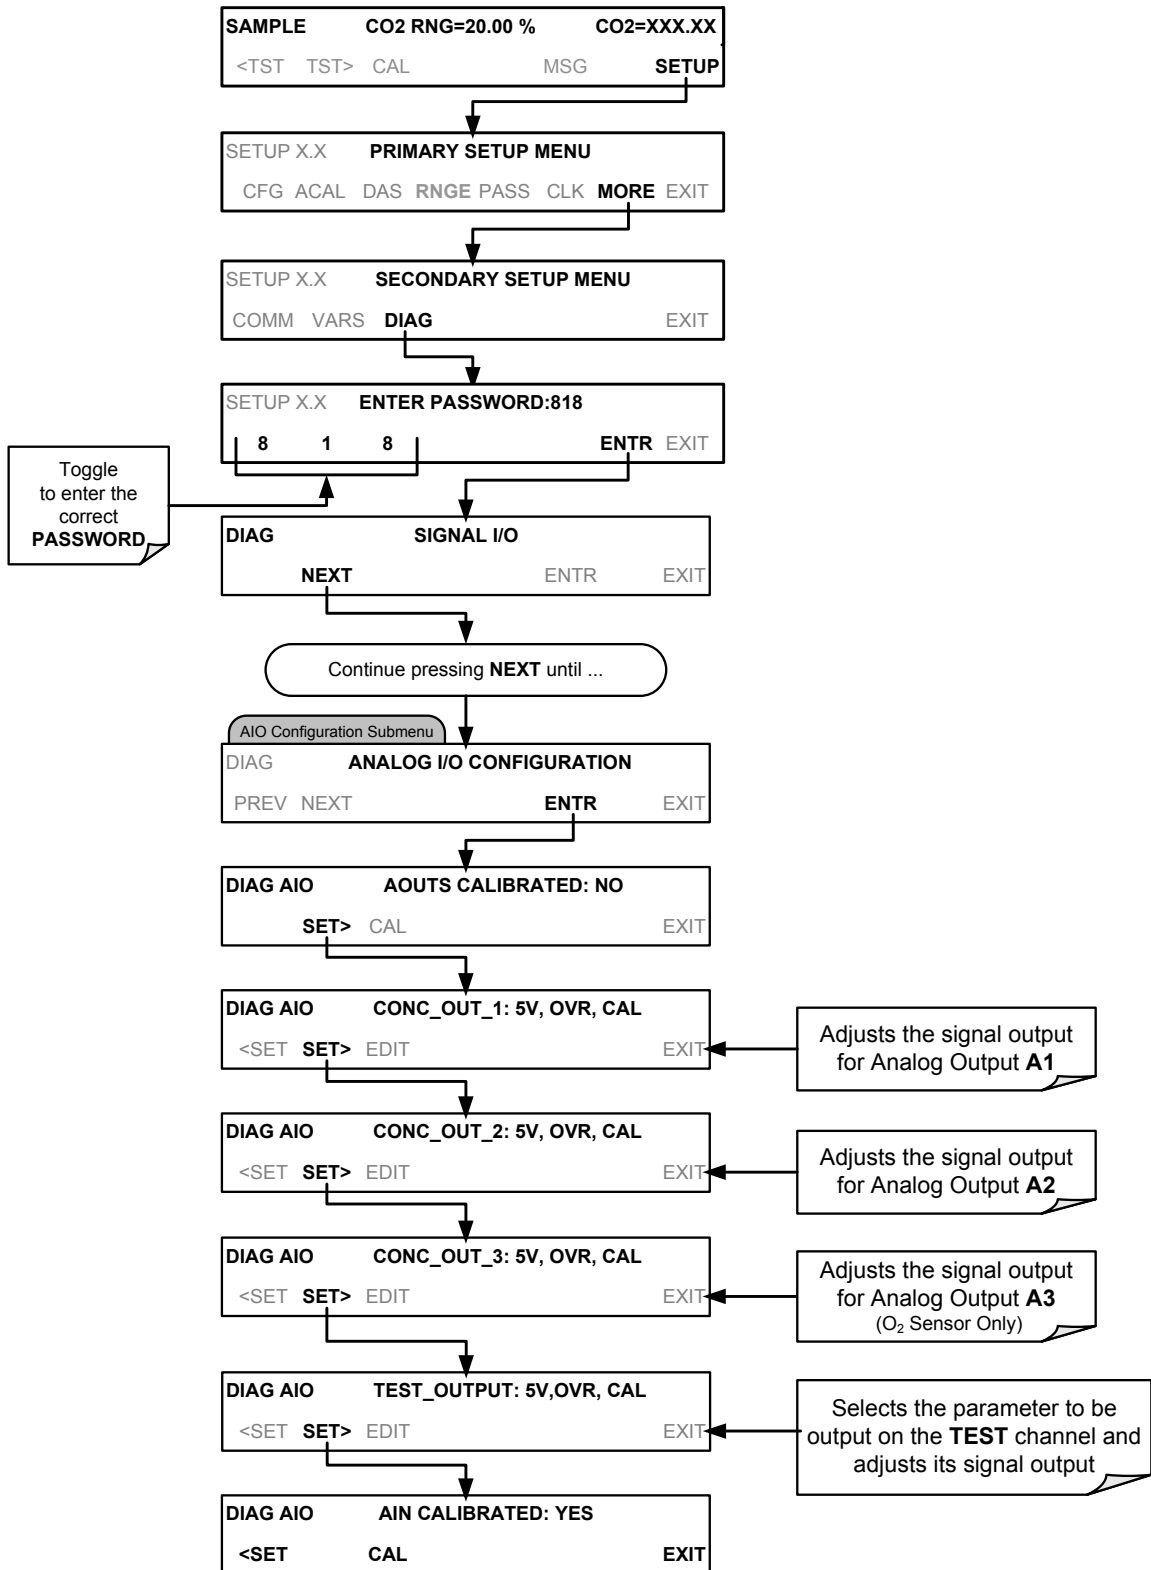 SAMPLE CO2 RNG=20.00 % CO2=XXX.XX
<TST TST> CAL MSG SETUP
SETUP X.X PRIMARY SETUP MENU
CFG ACAL DAS RNGE PASS CLK MORE EXIT
SETUP X.X SECONDARY SETUP MENU
COMM VARS DIAG EXIT
SETUP X.X ENTER PASSWORD:818
8 1 8 ENTR EXIT
Toggle
to enter the
correct
PASSWORD
DIAG SIGNAL I/O
NEXT ENTR EXIT
Continue pressing NEXT until ...
AIO Configuration Submenu
DIAG ANALOG I/O CONFIGURATION
PREV NEXT ENTR EXIT
DIAG AIO AOUTS CALIBRATED: NO
SET> CAL EXIT
DIAG AIO CONC_OUT_1: 5V, OVR, CAL
<SET SET> EDIT EXIT
Adjusts the signal output
for Analog Output A1
DIAG AIO CONC_OUT_2: 5V, OVR, CAL
<SET SET> EDIT EXIT
Adjusts the signal output
for Analog Output A2
DIAG AIO CONC_OUT_3: 5V, OVR, CAL
<SET SET> EDIT EXIT
Adjusts the signal output
for Analog Output A3
(O₂ Sensor Only)
DIAG AIO TEST_OUTPUT: 5V,OVR, CAL
<SET SET> EDIT EXIT
Selects the parameter to be
output on the TEST channel and
adjusts its signal output
DIAG AIO AIN CALIBRATED: YES
<SET CAL EXIT